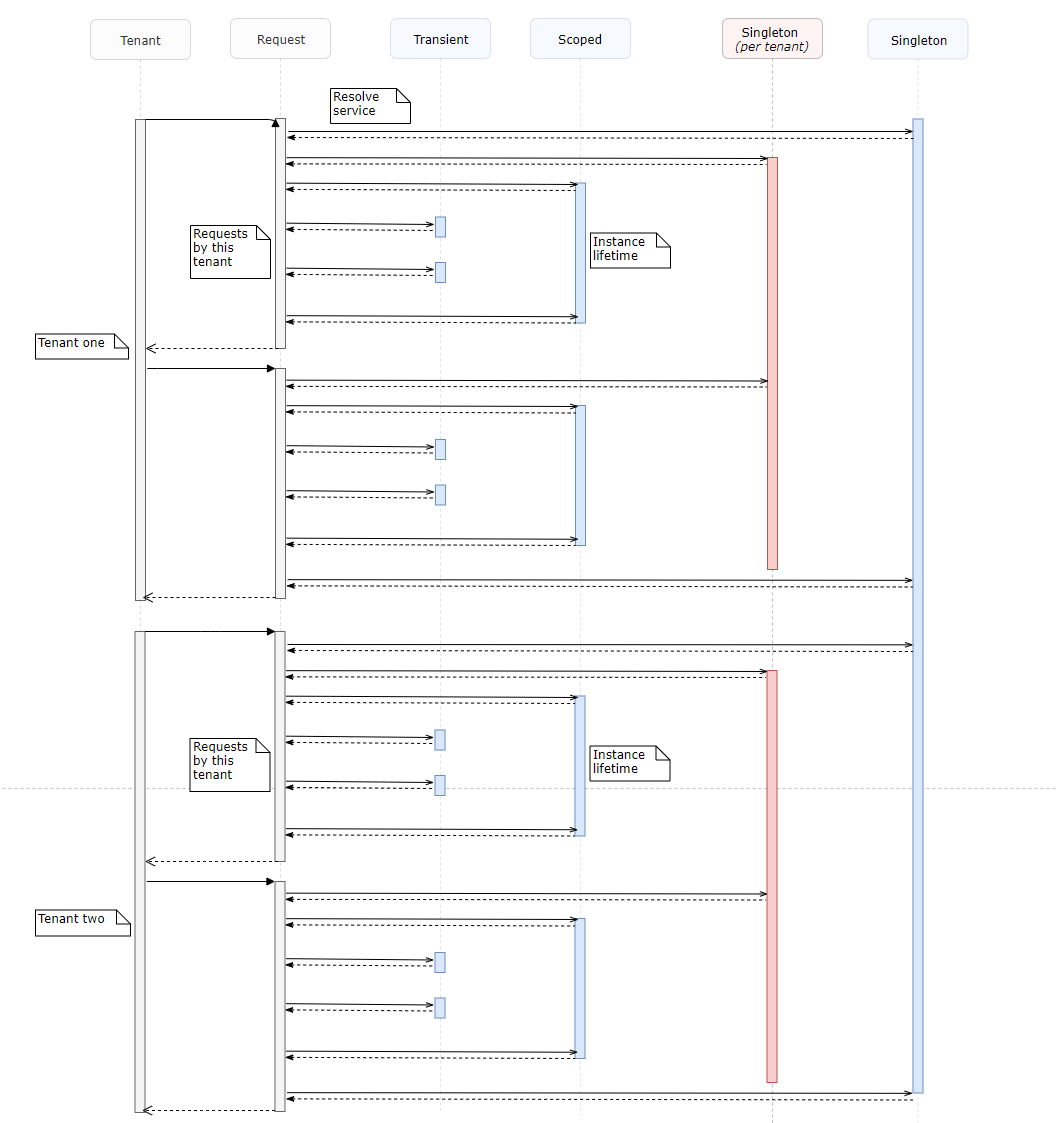 Tenant
Request
Transient
Scoped
Singleton
(per tenant)
Singleton
Resolve
service
Requests
by this
tenant
Instance
lifetime
Tenant one
Requests
by this
tenant
Instance
lifetime
Tenant two